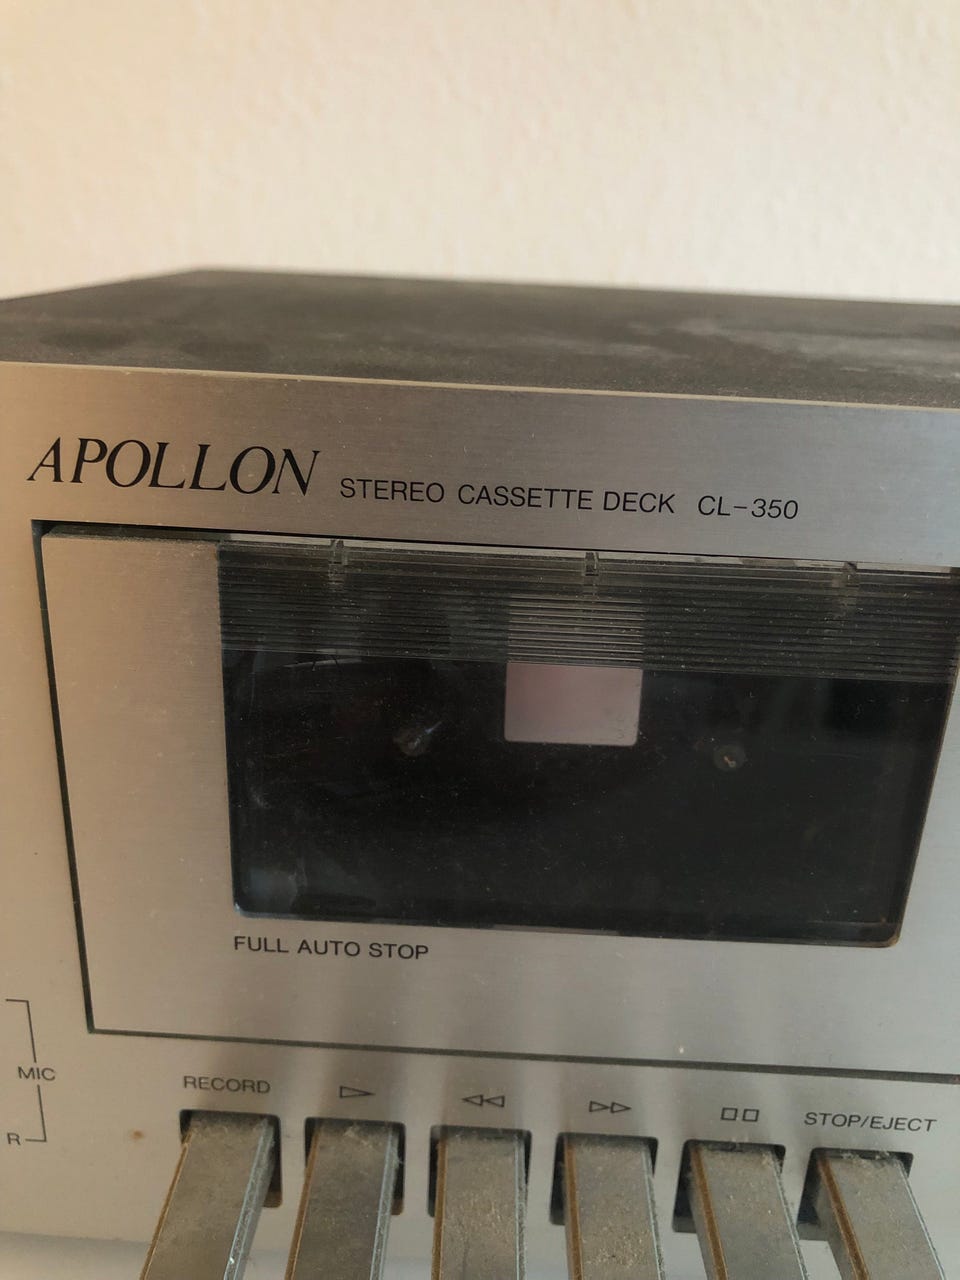 APOLLON STEREO CASSETTE DECK CL-350
FULL AUTO STOP
MIC
R
RECORD
STOP/EJECT